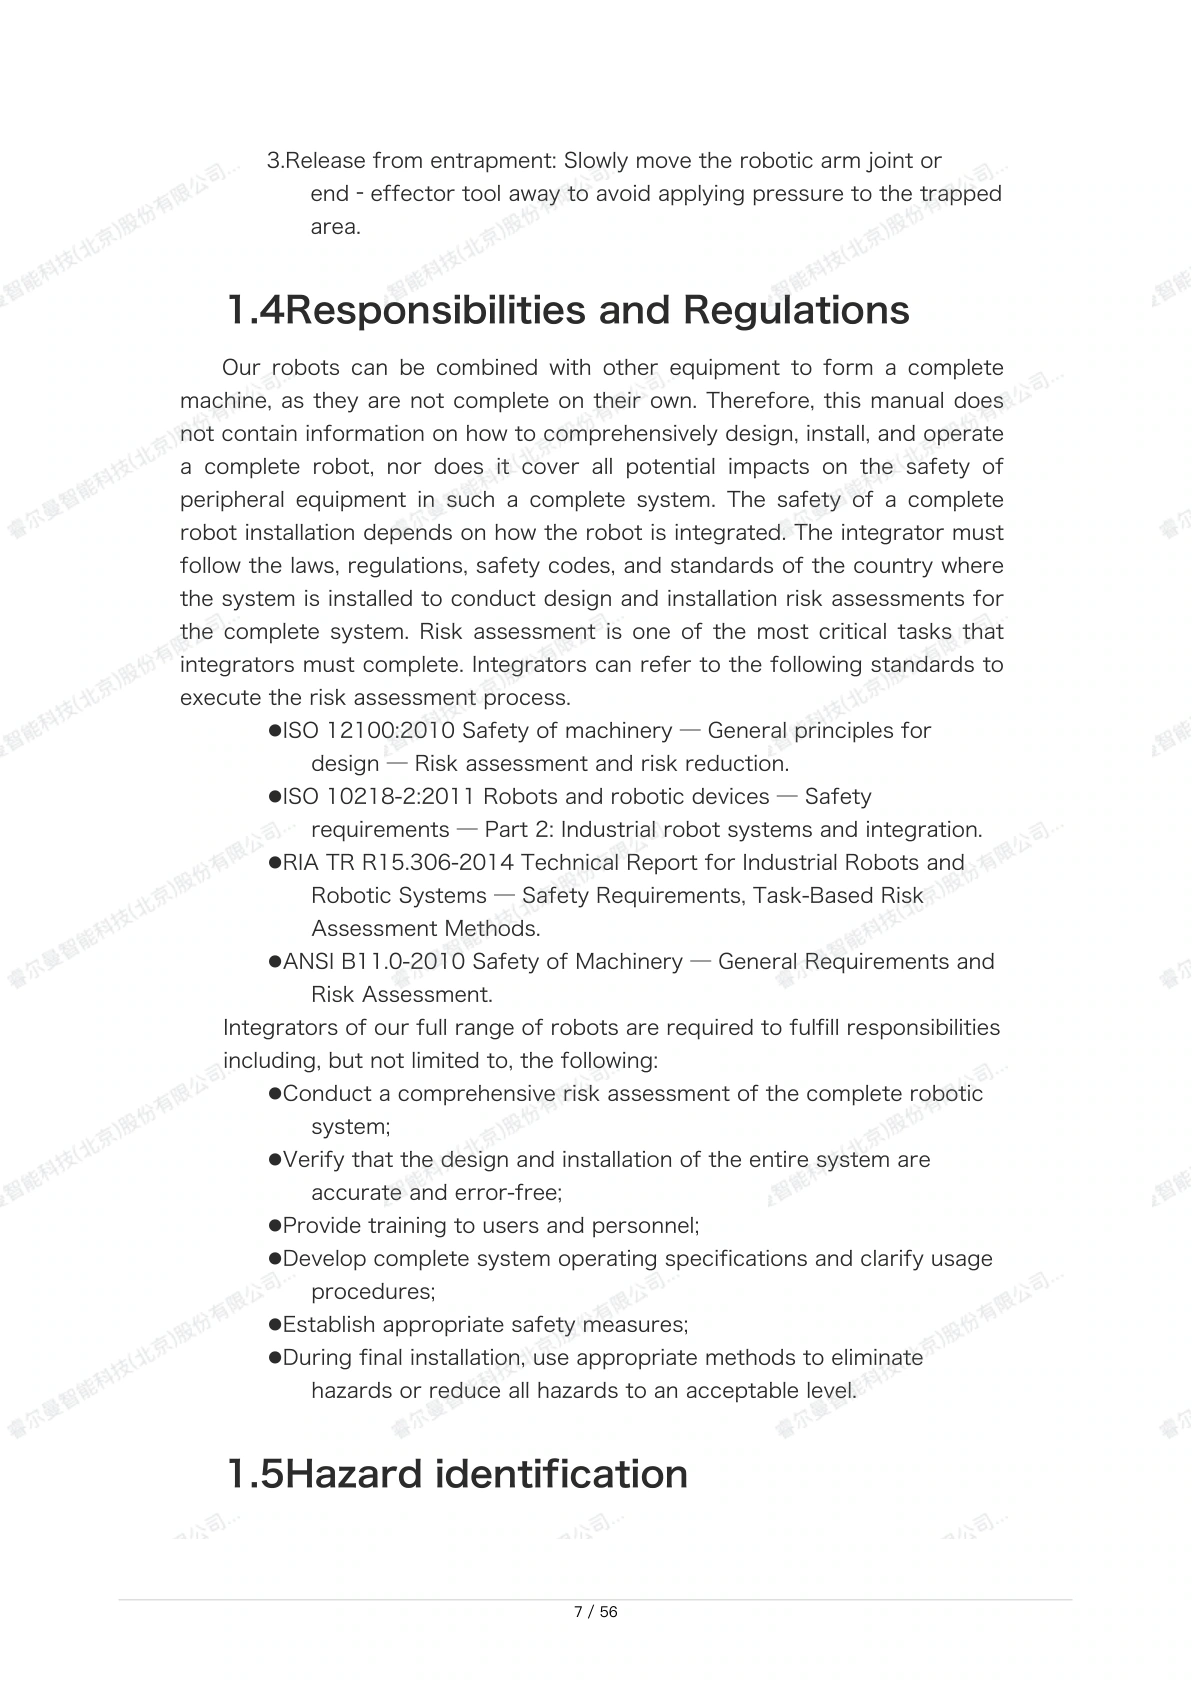 3.Release from entrapment: Slowly move the robotic arm joint or
end - effector tool away to avoid applying pressure to the trapped
area.
1.4Responsibilities and Regulations
Our robots can be combined with other equipment to form a complete
machine, as they are not complete on their own. Therefore, this manual does
not contain information on how to comprehensively design, install, and operate
a complete robot, nor does it cover all potential impacts on the safety of
peripheral equipment in such a complete system. The safety of a complete
robot installation depends on how the robot is integrated. The integrator must
follow the laws, regulations, safety codes, and standards of the country where
the system is installed to conduct design and installation risk assessments for
the complete system. Risk assessment is one of the most critical tasks that
integrators must complete. Integrators can refer to the following standards to
execute the risk assessment process.
●ISO 12100:2010 Safety of machinery — General principles for
design — Risk assessment and risk reduction.
●ISO 10218-2:2011 Robots and robotic devices — Safety
requirements — Part 2: Industrial robot systems and integration.
●RIA TR R15.306-2014 Technical Report for Industrial Robots and
Robotic Systems — Safety Requirements, Task-Based Risk
Assessment Methods.
●ANSI B11.0-2010 Safety of Machinery — General Requirements and
Risk Assessment.
Integrators of our full range of robots are required to fulfill responsibilities
including, but not limited to, the following:
●Conduct a comprehensive risk assessment of the complete robotic
system;
●Verify that the design and installation of the entire system are
accurate and error-free;
●Provide training to users and personnel;
●Develop complete system operating specifications and clarify usage
procedures;
●Establish appropriate safety measures;
●During final installation, use appropriate methods to eliminate
hazards or reduce all hazards to an acceptable level.
1.5Hazard identification
7 / 56
睿尔曼智能科技(北京)股份有限公司...